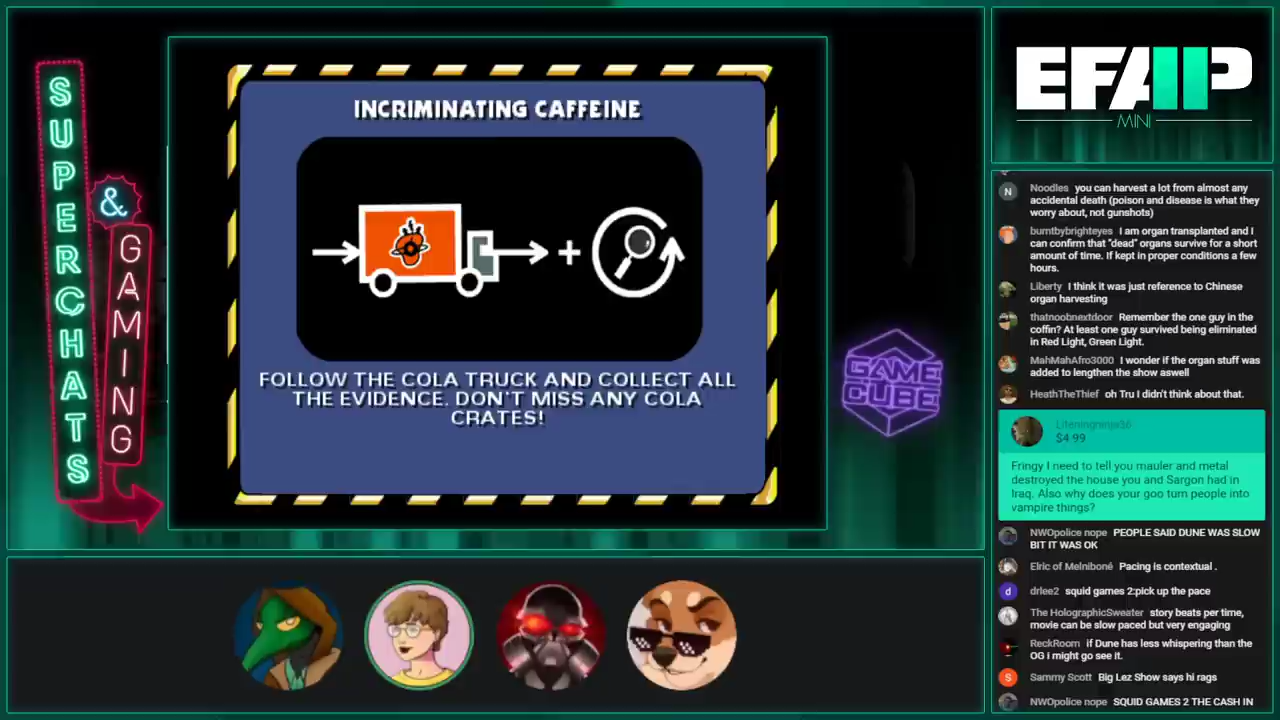 SUPERCHATS
&
GAMING
INCRIMINATING CAFFEINE
FOLLOW THE COLA TRUCK AND COLLECT ALL
THE EVIDENCE. DON'T MISS ANY COLA
CRATES!
GAME
CUBE
EFAP
MINI
N
Noodles you can harvest a lot from almost any
accidental death (poison and disease is what they
worry about, not gunshots)
burntbybrighteyes I am organ transplanted and I
can confirm that "dead" organs survive for a short
amount of time. If kept in proper conditions a few
hours.
Liberty I think it was just reference to Chinese
organ harvesting
thatnoobnextdoor Remember the one guy in the
coffin? At least one guy survived being eliminated
in Red Light, Green Light.
MahMahAfro3000 I wonder if the organ stuff was
added to lengthen the show aswell
HeathTheThief oh Tru I didn't think about that.
$4.99
Fringy I need to tell you mauler and metal
destroyed the house you and Sargon had in
Iraq. Also why does your goo turn people into
vampire things?
NWOpolice nope PEOPLE SAID DUNE WAS SLOW
BIT IT WAS OK
Elric of Melniboné Pacing is contextual .
d
drlee2 squid games 2:pick up the pace
The HolographicSweater story beats per time,
movie can be slow paced but very engaging
ReckRoom if Dune has less whispering than the
OG i might go see it.
S
Sammy Scott Big Lez Show says hi rags
NWOpolice nope SQUID GAMES 2 THE CASH IN